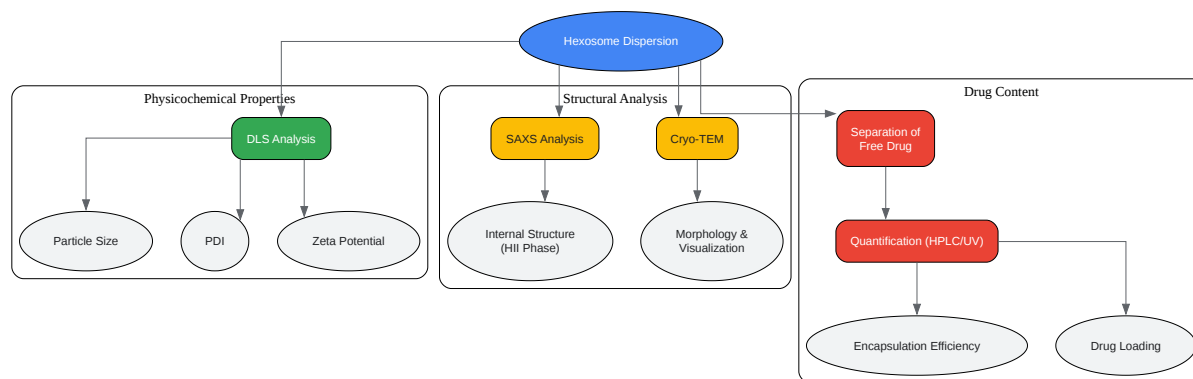 Hexosome Dispersion
Physicochemical Properties
DLS Analysis
Particle Size
PDI
Zeta Potential
Structural Analysis
SAXS Analysis
Cryo-TEM
Internal Structure
(HII Phase)
Morphology &
Visualization
Drug Content
Separation of
Free Drug
Quantification (HPLC/UV)
Encapsulation Efficiency
Drug Loading